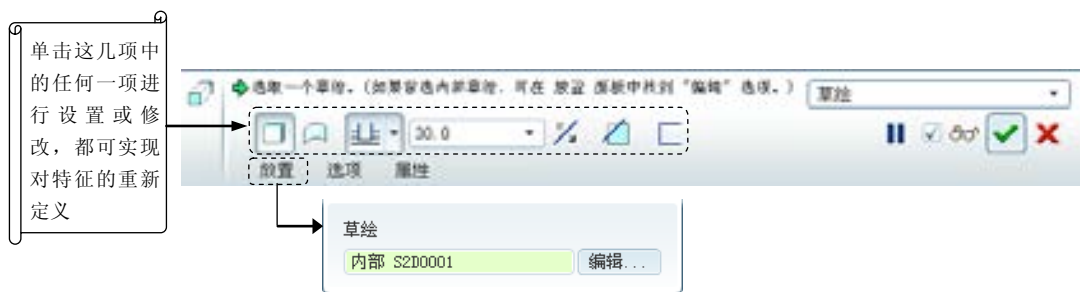 单击这几项中
的任何一项进
行设置或修
改，都可实现
对特征的重新
定义
选取一个草绘。(如果首选内部草绘，可在 放置 面板中找到 "编辑" 选项。)
草绘
30.0
放置 选项 属性
草绘
内部 S2D0001 编辑...